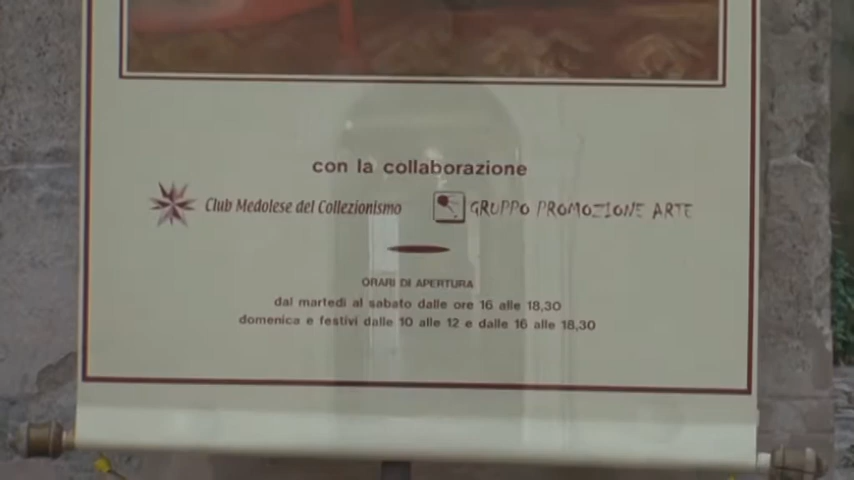 con la collaborazione
Club Medolese del Collezionismo GRUPPO PROMOZIONE ARTE
ORARI DI APERTURA
dal martedì al sabato dalle ore 16 alle 18,30
domenica e festivi dalle 10 alle 12 e dalle 16 alle 18,30